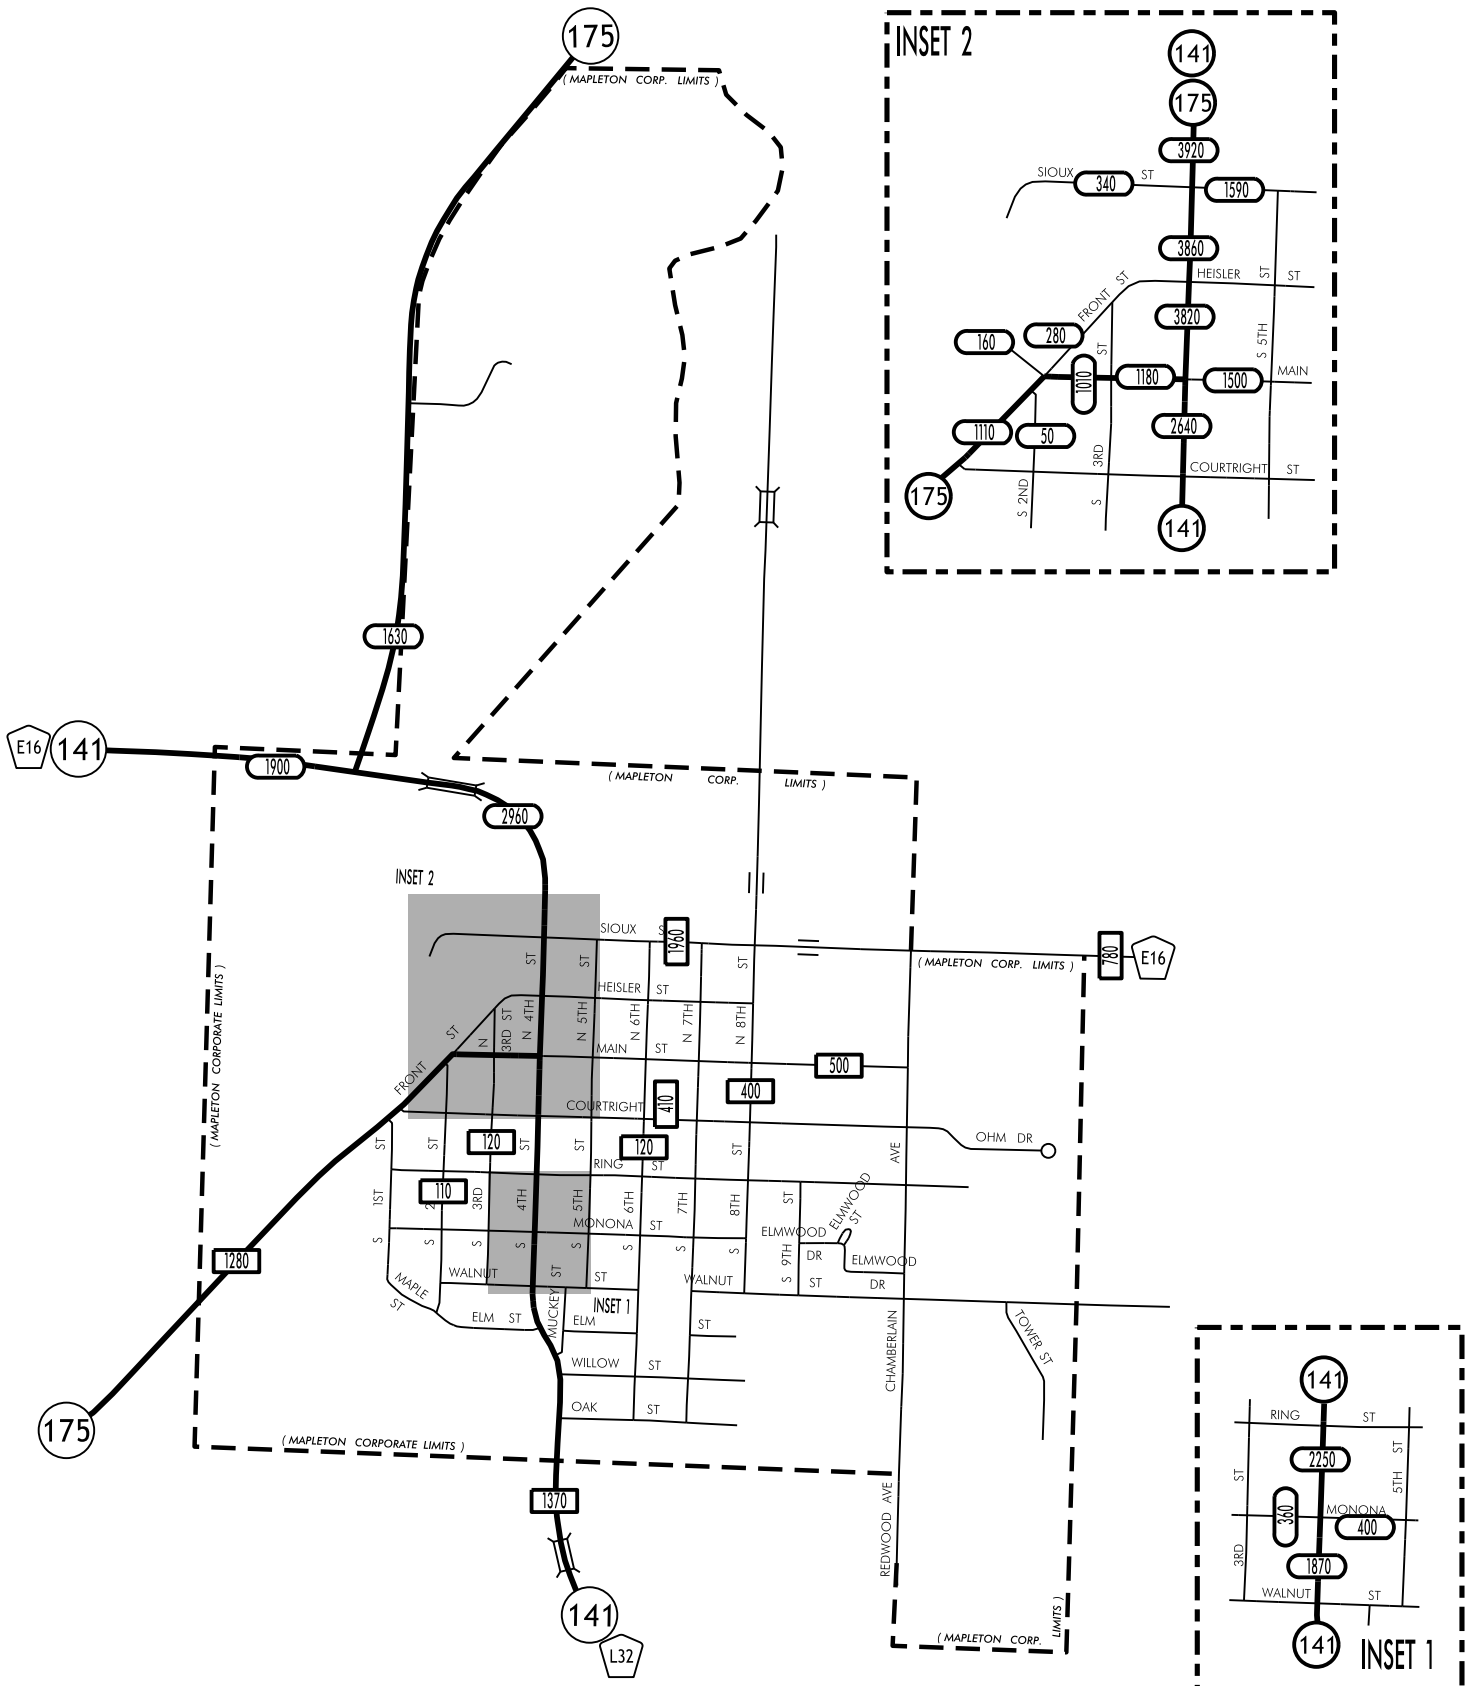 175
( MAPLETON CORP. LIMITS )
INSET 2
141
175
3920
SIOUX ST
340
1590
3860
HEISLER ST
ST
FRONT ST
3820
160
280
ST
S 5TH
1010
1180
1500
MAIN
1110
50
2640
3RD
S
S 2ND
COURTRIGHT ST
175
141
1630
E16
141
1900
2960
( MAPLETON CORP. LIMITS )
INSET 2
SIOUX S
1960
780
E16
( MAPLETON CORP. LIMITS )
ST
ST
ST
HEISLER ST
ST
N
3RD ST
N 4TH
N 5TH
N 6TH
N 7TH
N 8TH
MAIN ST
500
FRONT
400
410
COURTRIGHT
( MAPLETON CORPORATE LIMITS )
OHM DR
ST
ST
120
ST
ST
120
ST
AVE
RING ST
110
1ST
2
3RD
4TH
5TH
6TH
7TH
8TH
ST
ELMWOOD
ST
MONONA ST
ELMWOOD
DR
S
S
S
S
S
S
S
S
S 9TH
ELMWOOD
DR
1280
WALNUT
ST
ST
WALNUT
ST
MAPLE
ST
INSET 1
ELM ST
MUCKEY
ELM
ST
CHAMBERLAIN
TOWER ST
WILLOW ST
OAK ST
175
( MAPLETON CORPORATE LIMITS )
1370
REDWOOD AVE
141
L32
( MAPLETON CORP.
LIMITS )
141
RING ST
2250
ST
ST
5TH
360
MONONA
400
3RD
1870
WALNUT ST
141
INSET 1